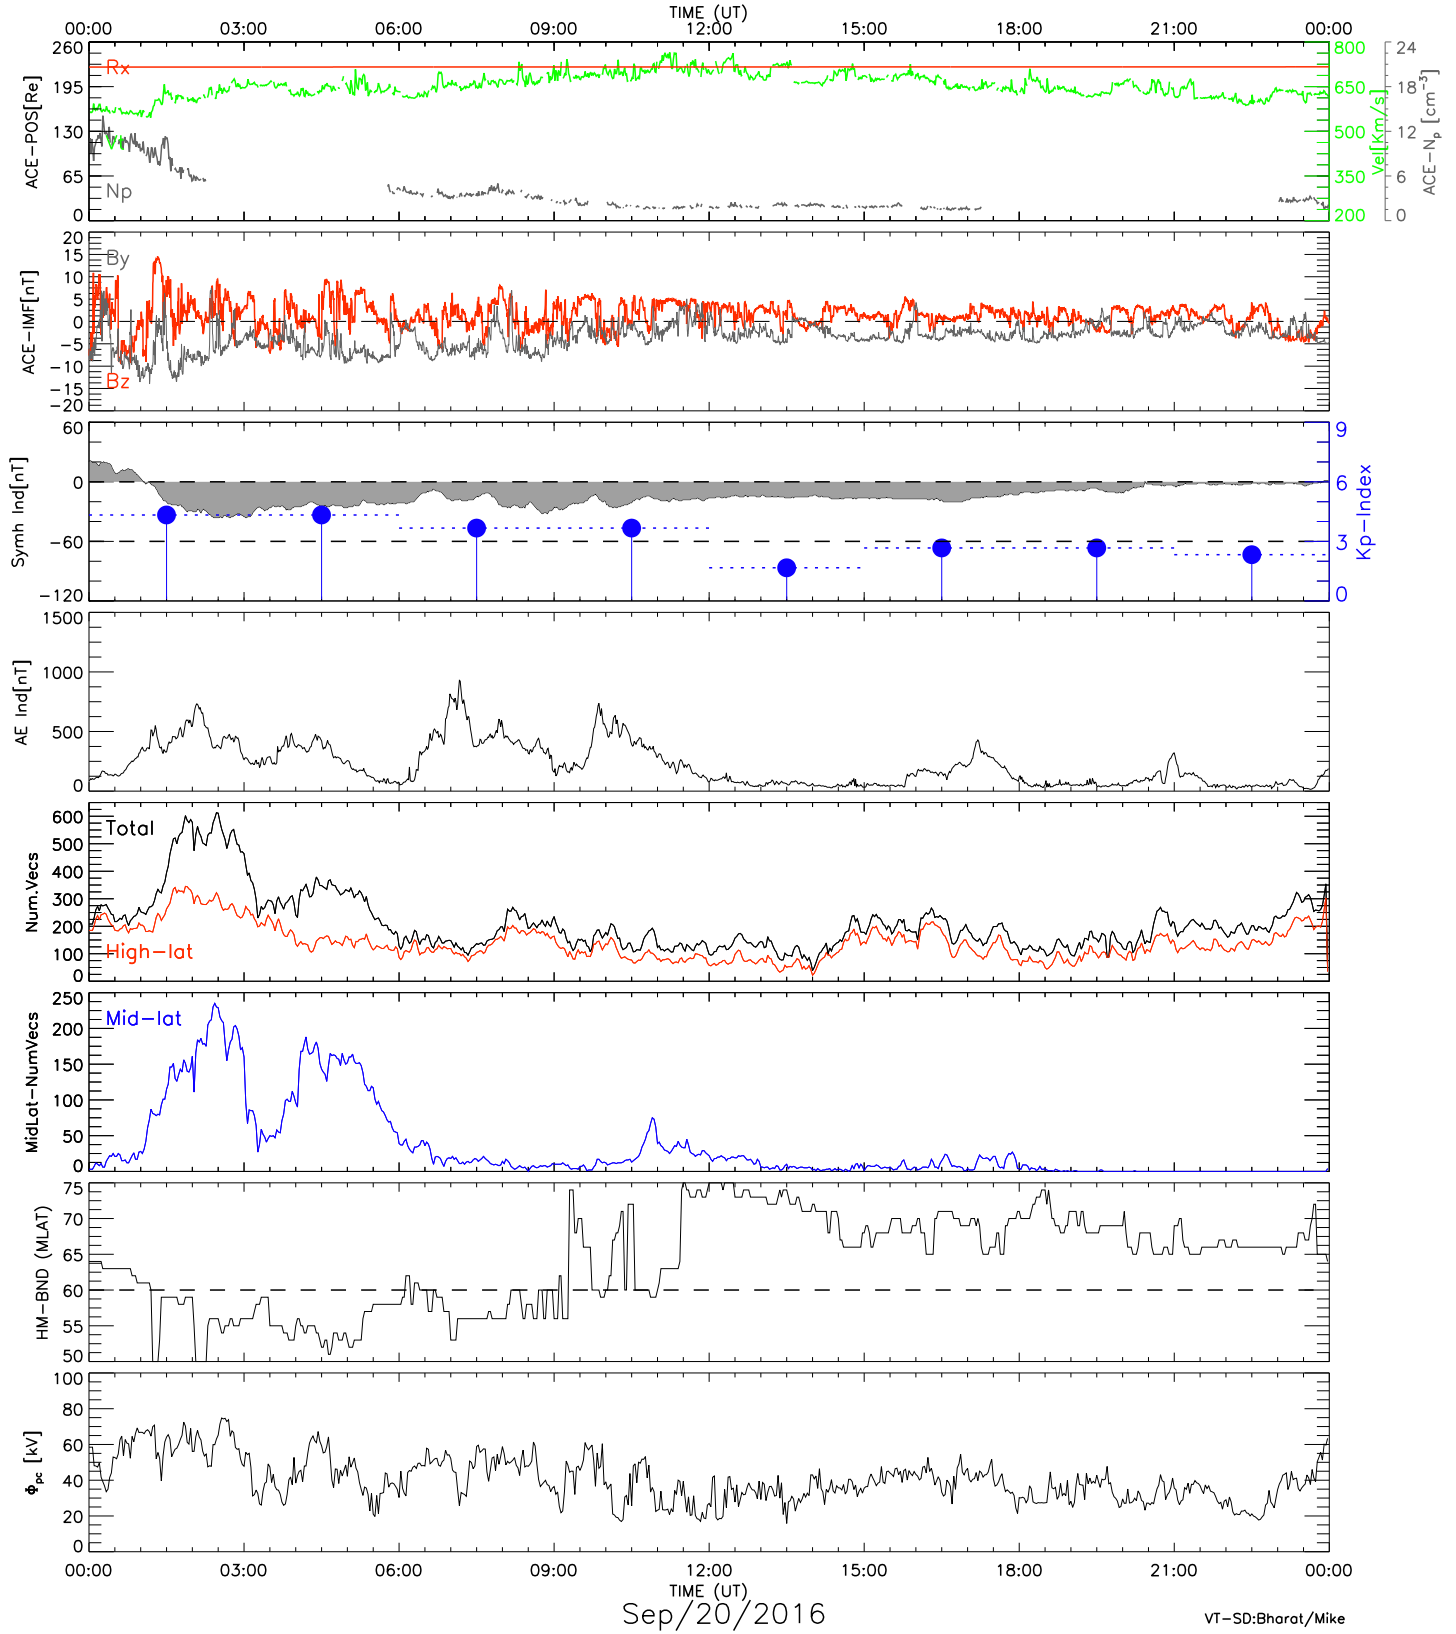 TIME (UT)
00:00 03:00 06:00 09:00 12:00 15:00 18:00 21:00 00:00
260 195 130 65 0
ACE-POS[Re]
Rx
Np
800 650 500 350 200
Vel[Km/s]
24 18 12 6 0
ACE-Np [cm-3]
20 15 10 5 0 -5 -10 -15 -20
ACE-IMF[nT]
By
Bz
60 0 -60 -120
Symh Ind[nT]
9 6 3 0
Kp-Index
1500 1000 500 0
AE Ind[nT]
600 500 400 300 200 100 0
Num.Vecs
Total
High-lat
250 200 150 100 50 0
MidLat-NumVecs
Mid-lat
75 70 65 60 55 50
HM-BND (MLAT)
100 80 60 40 20 0
Φpc [kV]
00:00 03:00 06:00 09:00 12:00 15:00 18:00 21:00 00:00
TIME (UT)
Sep/20/2016
VT-SD:Bharat/Mike